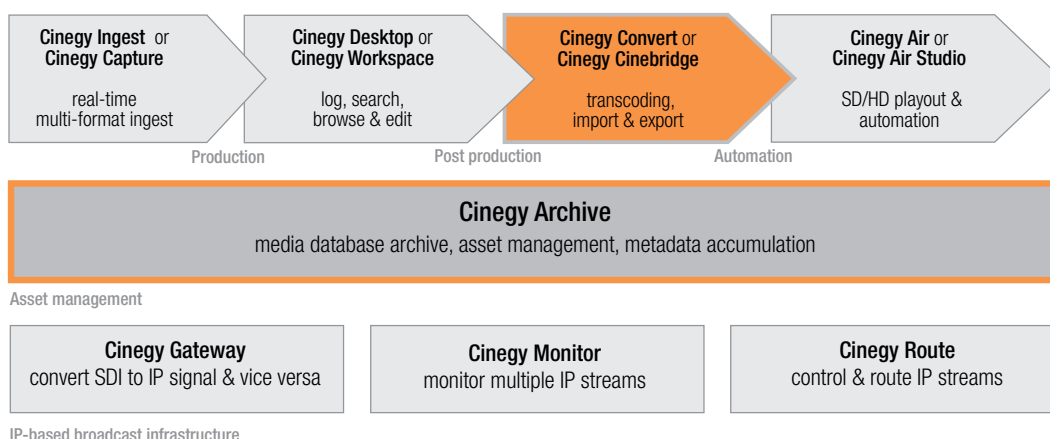 Cinegy Ingest or
Cinegy Capture
real-time
multi-format ingest
Cinegy Desktop or
Cinegy Workspace
log, search,
browse & edit
Cinegy Convert or
Cinegy Cinebridge
transcoding,
import & export
Cinegy Air or
Cinegy Air Studio
SD/HD playout &
automation
Production
Post production
Automation
Cinegy Archive
media database archive, asset management, metadata accumulation
Asset management
Cinegy Gateway
convert SDI to IP signal & vice versa
Cinegy Monitor
monitor multiple IP streams
Cinegy Route
control & route IP streams
IP-based broadcast infrastructure